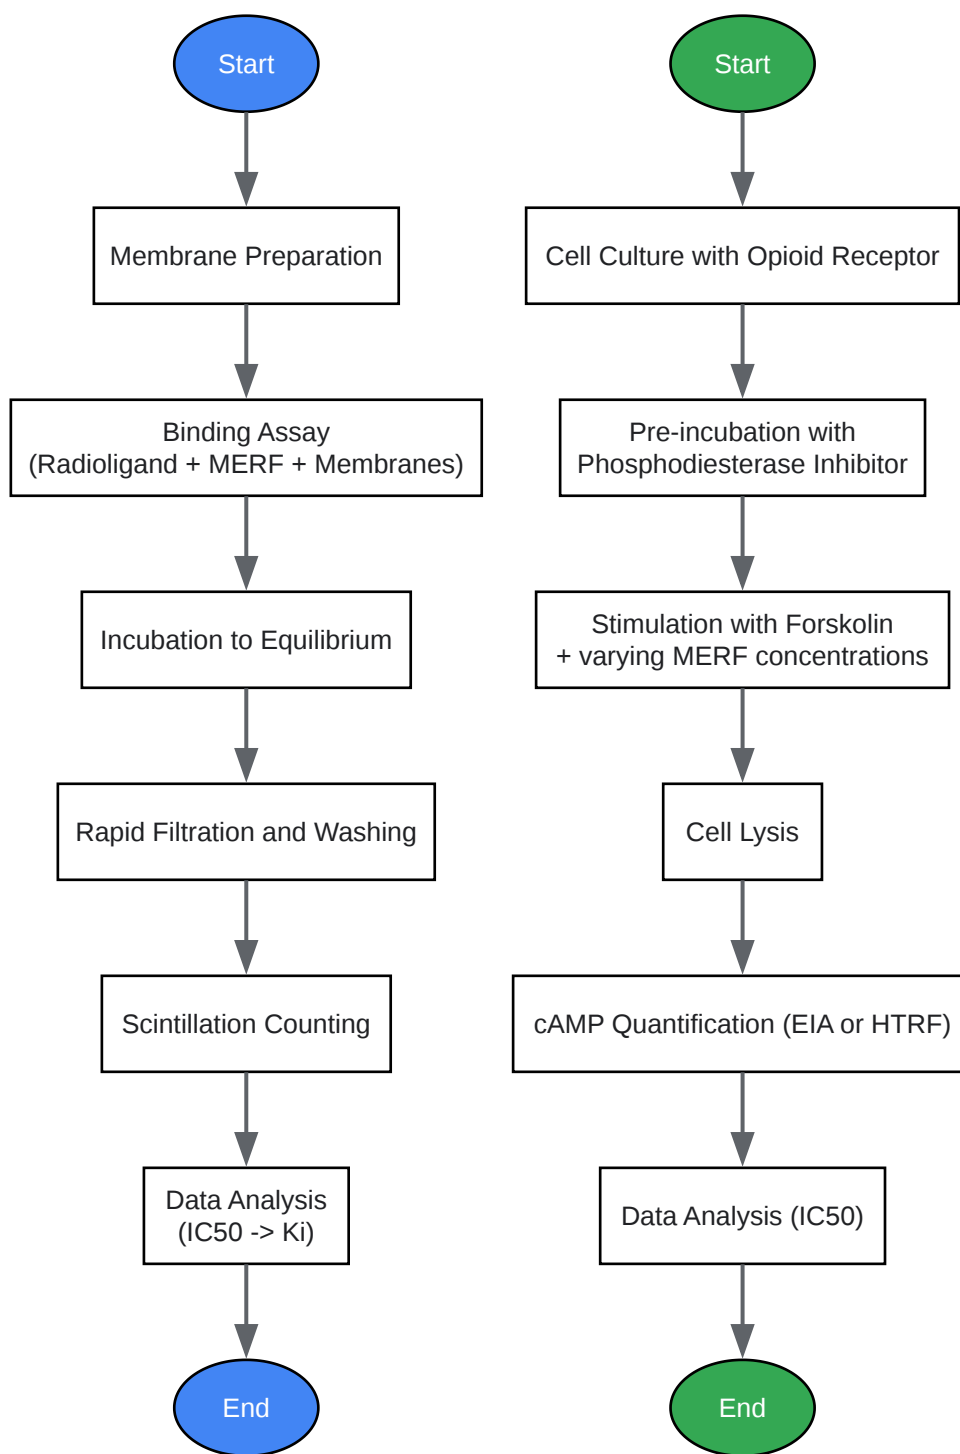 Start
Membrane Preparation
Binding Assay
(Radioligand + MERF + Membranes)
Incubation to Equilibrium
Rapid Filtration and Washing
Scintillation Counting
Data Analysis
(IC50 -> Ki)
End
Start
Cell Culture with Opioid Receptor
Pre-incubation with
Phosphodiesterase Inhibitor
Stimulation with Forskolin
+ varying MERF concentrations
Cell Lysis
cAMP Quantification (EIA or HTRF)
Data Analysis (IC50)
End